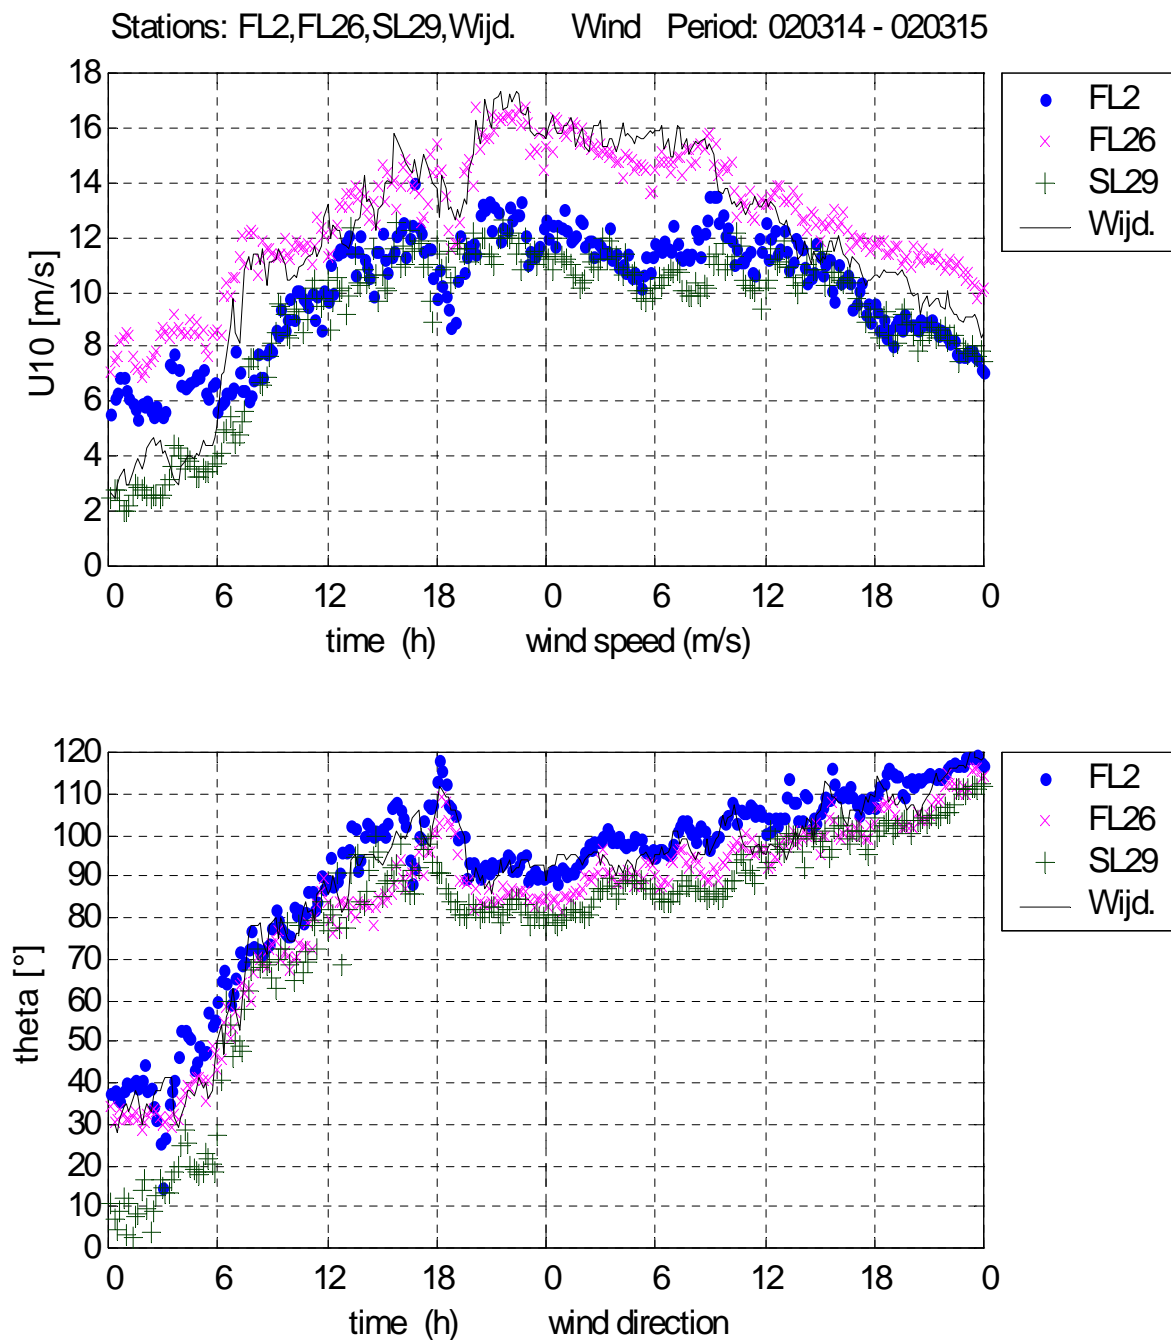 Stations: FL2,FL26,SL29,Wijd. Wind Period: 020314 - 020315
18
16
14
12
10
8
6
4
2
0
U10 [m/s]
0 6 12 18 0 6 12 18 0
time (h) wind speed (m/s)
FL2
FL26
SL29
Wijd.
120
110
100
90
80
70
60
50
40
30
20
10
0
theta [°]
0 6 12 18 0 6 12 18 0
time (h) wind direction
FL2
FL26
SL29
Wijd.